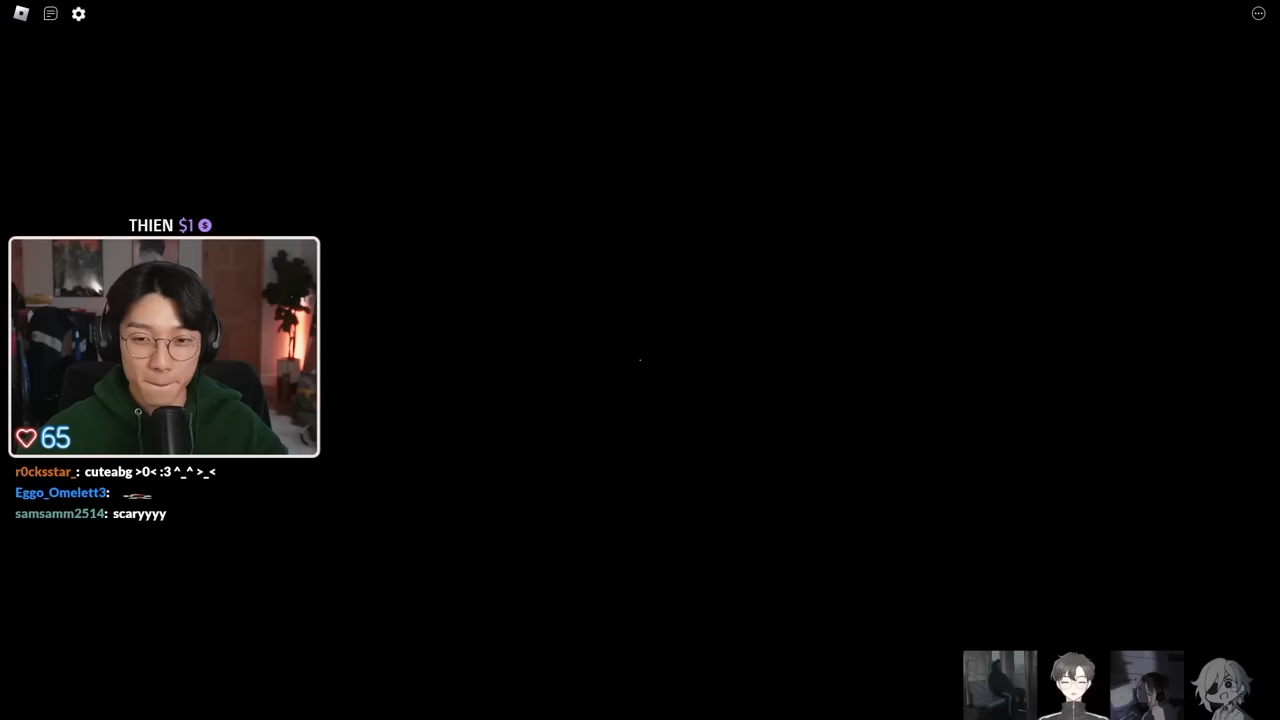 THIEN $1
65
r0cksstar_: cuteabg >0< :3 ^_^ >_<
Eggo_Omelett3:
samsamm2514: scaryyyy